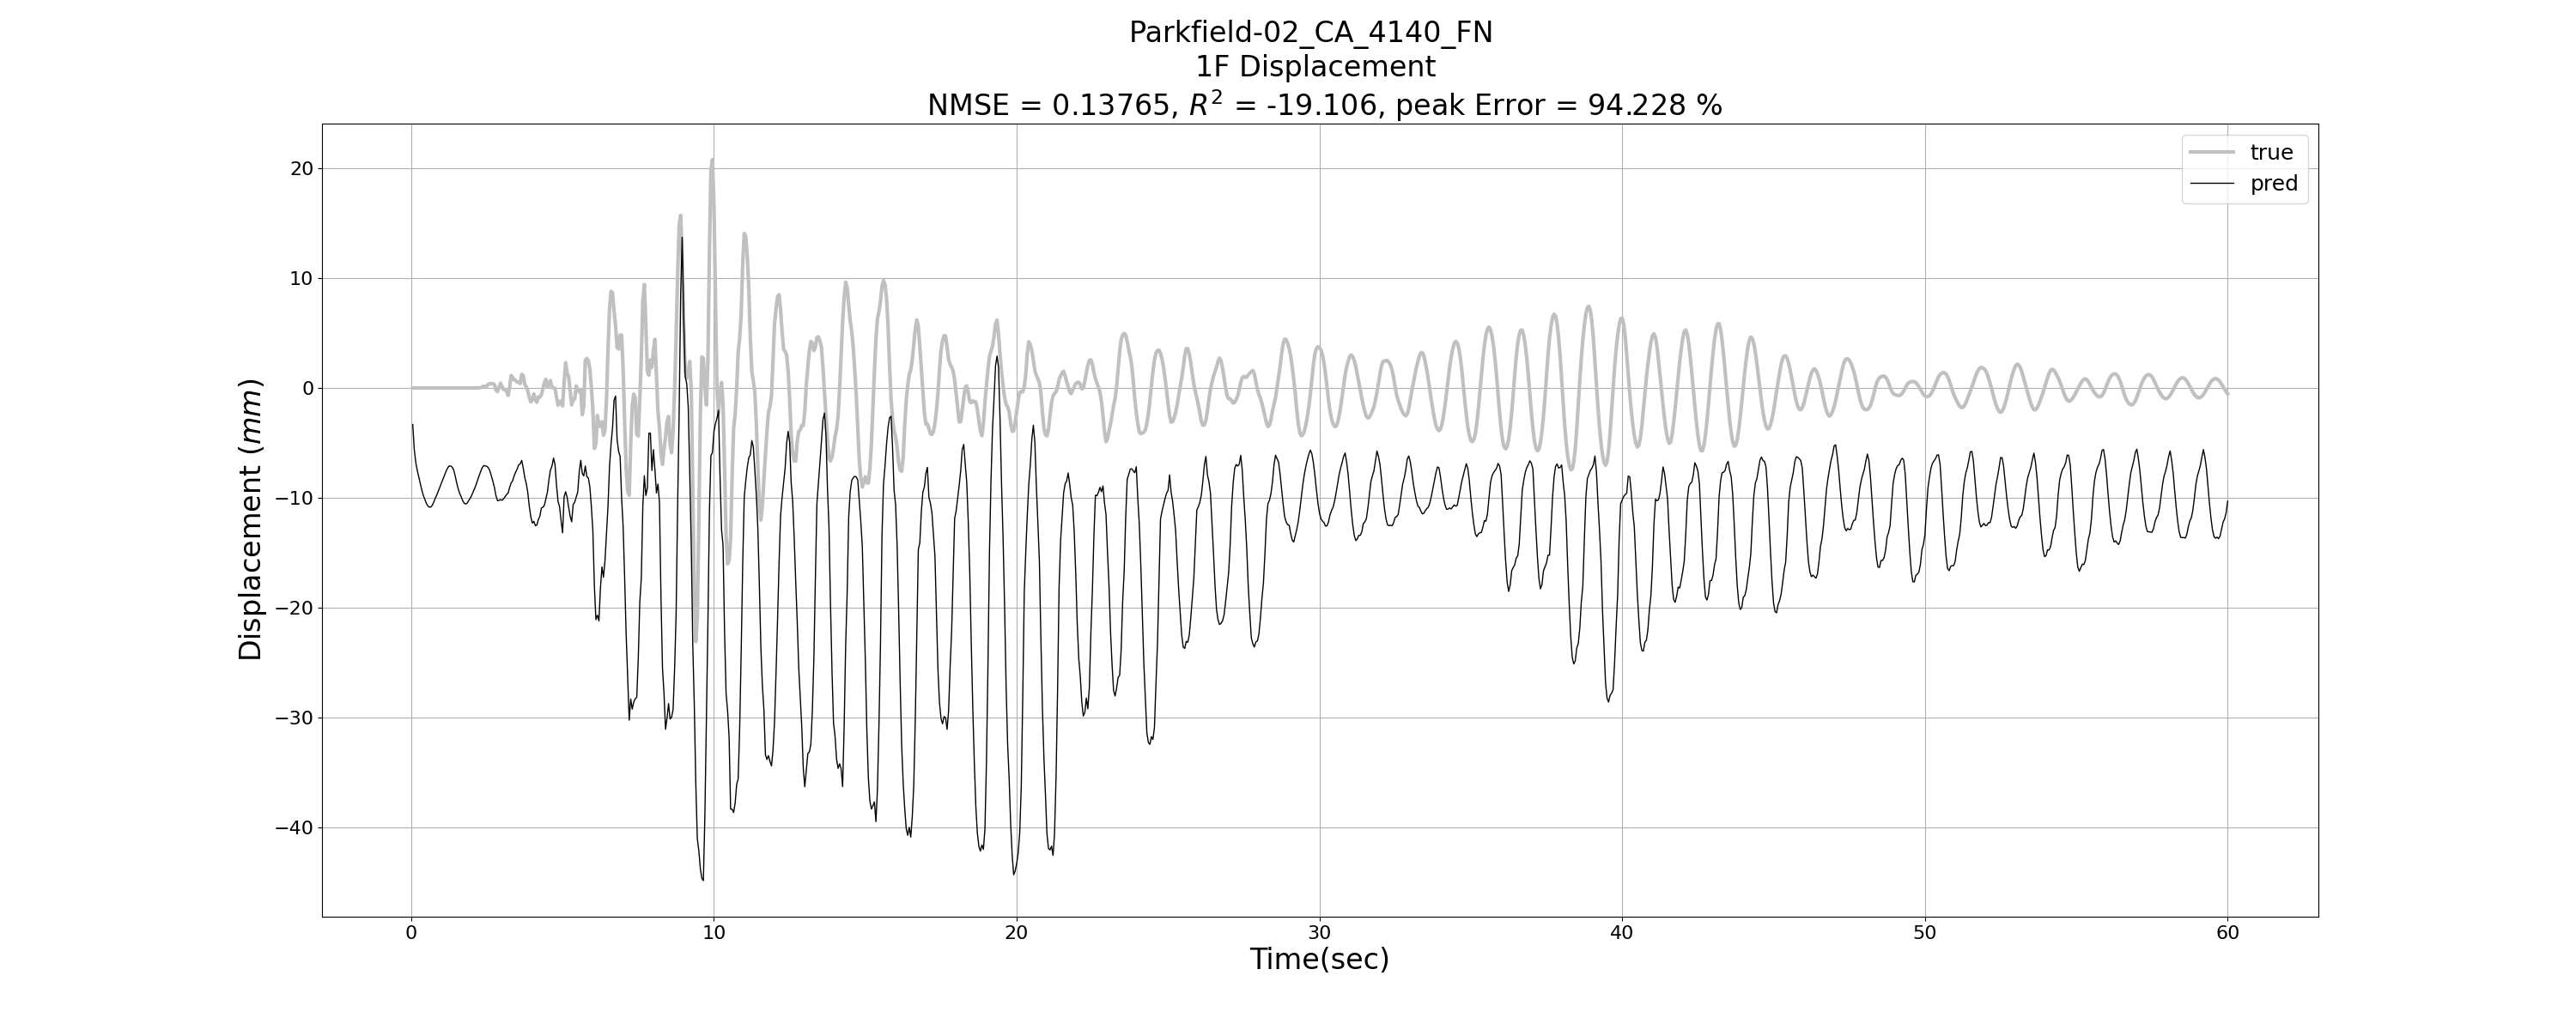 Parkfield-02_CA_4140_FN
1F Displacement
NMSE = 0.13765, R² = -19.106, peak Error = 94.228 %
true
pred
20
10
0
−10
−20
−30
−40
Displacement (mm)
0 10 20 30 40 50 60
Time(sec)